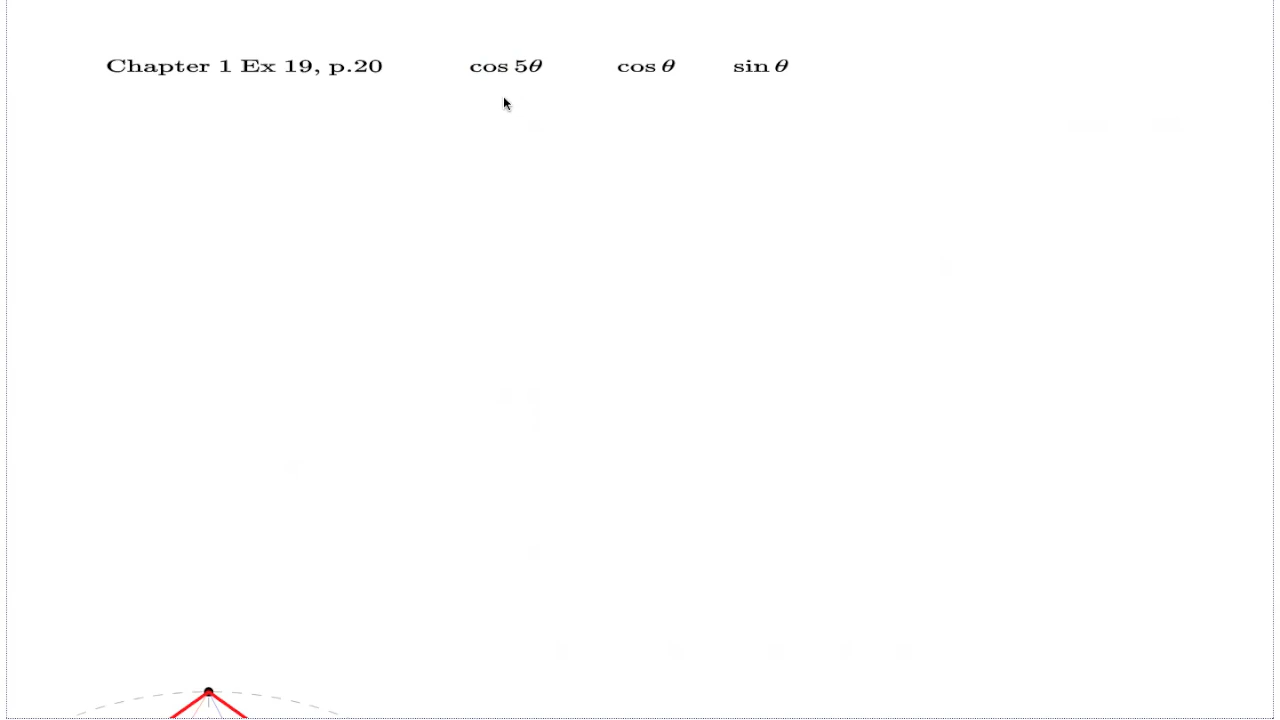 Chapter 1 Ex 19, p.20 cos 5θ cos θ sin θ